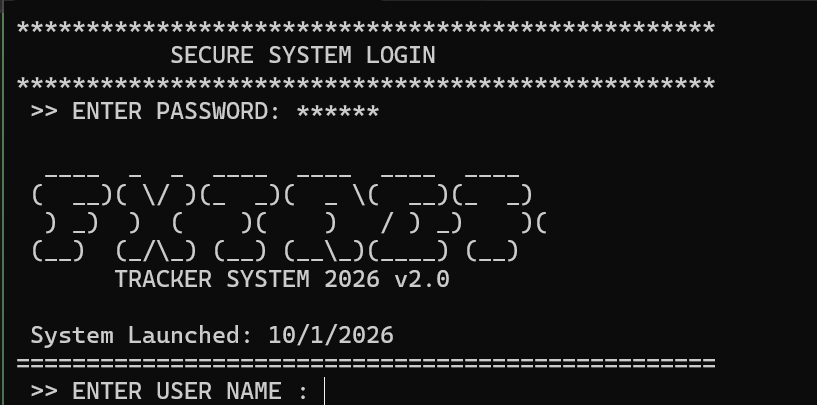 **************************************************
SECURE SYSTEM LOGIN
**************************************************
>> ENTER PASSWORD: ******
  ____  _  _  ____  ____  ____  ____
 (  __)( \/ )(_  _)(  _ \(  __)(_  _)
  ) _)  )  (   )(   )   / ) _)    )(
 (__)  (_/\_) (__) (__\_)(____) (__)
TRACKER SYSTEM 2026 v2.0
System Launched: 10/1/2026
==================================================
>> ENTER USER NAME :